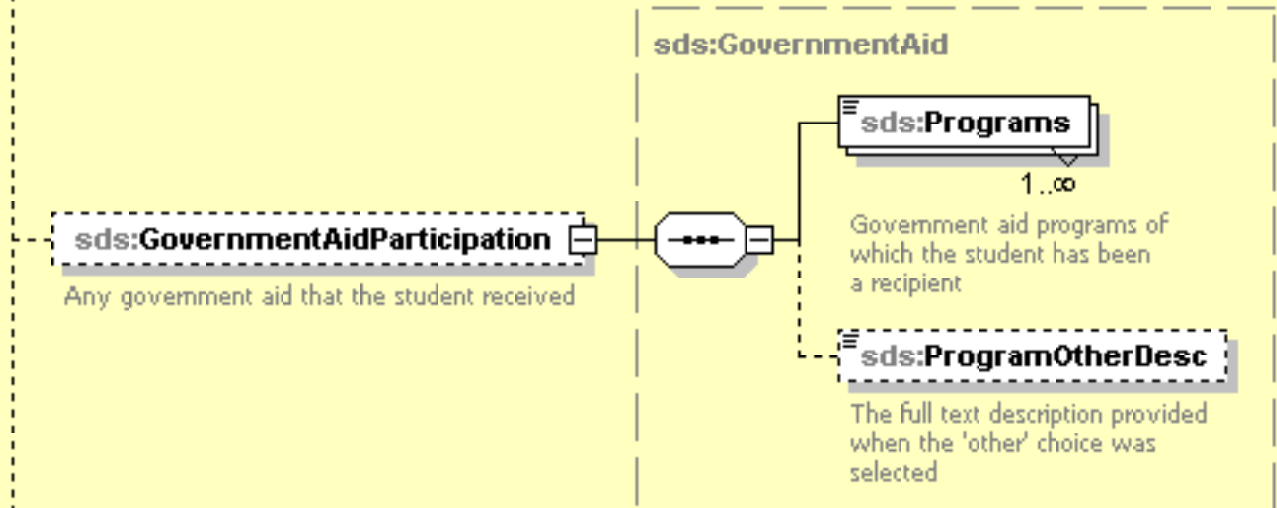 sds:GovernmentAid
sds:Programs
1..∞
Government aid programs of
which the student has been
a recipient
sds:GovernmentAidParticipation
Any government aid that the student received
sds:ProgramOtherDesc
The full text description provided
when the 'other' choice was
selected